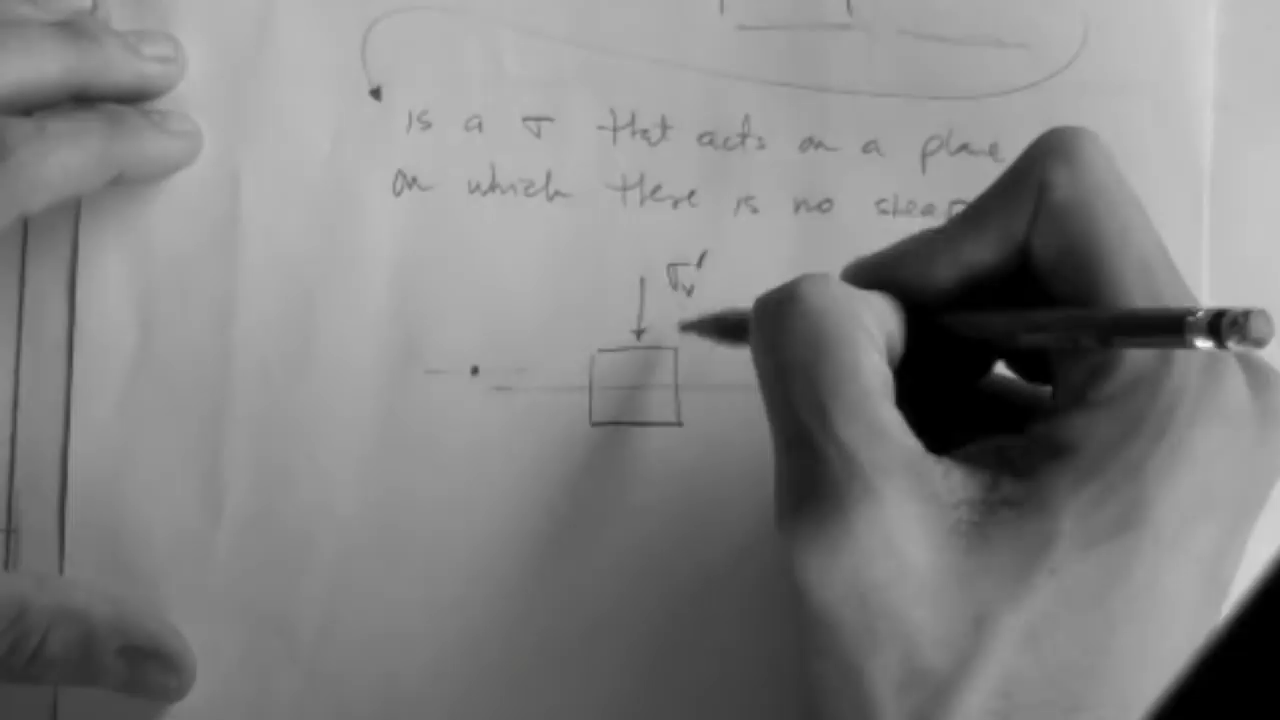 is a σ that acts on a plane
on which there is no shear
σv'